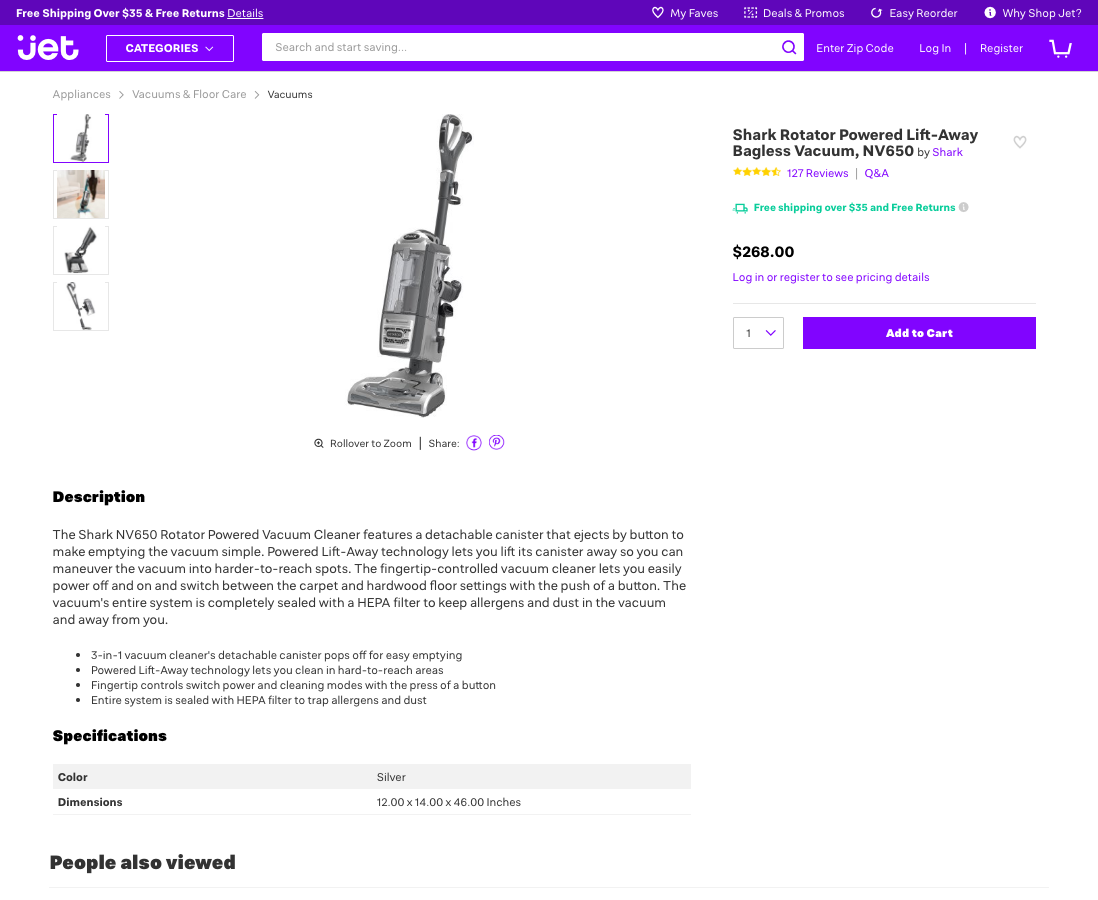 Free Shipping Over $35 & Free Returns Details
My Faves
Deals & Promos
Easy Reorder
Why Shop Jet?
jet
CATEGORIES
Search and start saving...
Enter Zip Code
Log In | Register
Appliances > Vacuums & Floor Care > Vacuums
Shark Rotator Powered Lift-Away
Bagless Vacuum, NV650 by Shark
127 Reviews | Q&A
Free shipping over $35 and Free Returns
$268.00
Log in or register to see pricing details
1
Add to Cart
Rollover to Zoom | Share:
Description
The Shark NV650 Rotator Powered Vacuum Cleaner features a detachable canister that ejects by button to
make emptying the vacuum simple. Powered Lift-Away technology lets you lift its canister away so you can
maneuver the vacuum into harder-to-reach spots. The fingertip-controlled vacuum cleaner lets you easily
power off and on and switch between the carpet and hardwood floor settings with the push of a button. The
vacuum's entire system is completely sealed with a HEPA filter to keep allergens and dust in the vacuum
and away from you.
• 3-in-1 vacuum cleaner's detachable canister pops off for easy emptying
• Powered Lift-Away technology lets you clean in hard-to-reach areas
• Fingertip controls switch power and cleaning modes with the press of a button
• Entire system is sealed with HEPA filter to trap allergens and dust
Specifications
Color Silver
Dimensions 12.00 x 14.00 x 46.00 Inches
People also viewed